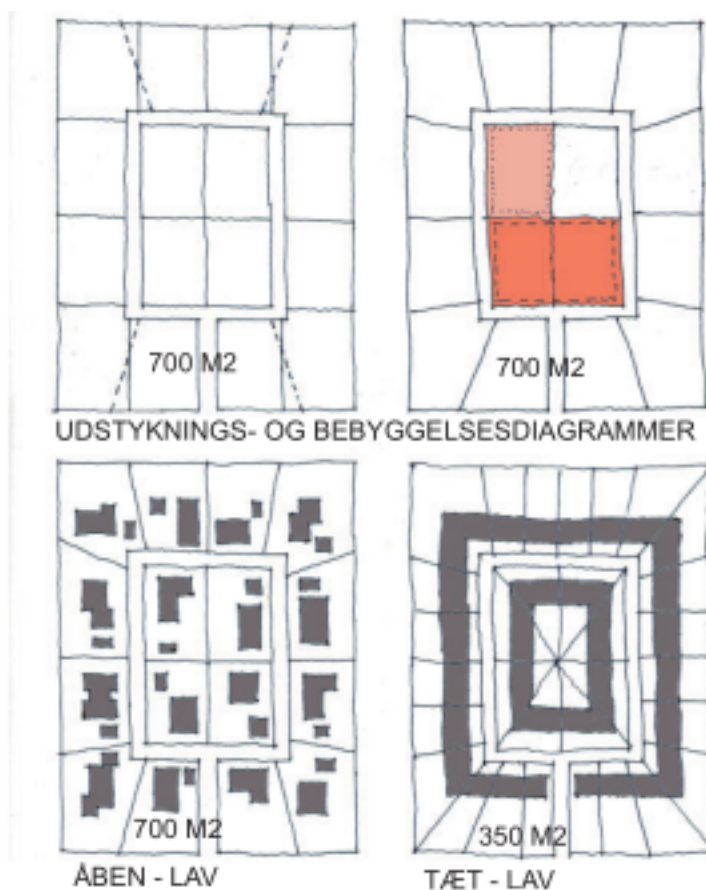 700 M2
700 M2
UDSTYKNINGS- OG BEBYGGELSESDIAGRAMMER
700 M2
350 M2
ÅBEN - LAV
TÆT - LAV